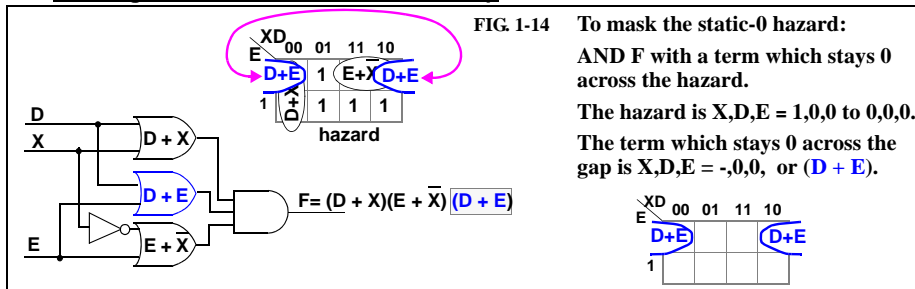 FIG. 1-14
XD 00 01 11 10
E
D+E 1 E+X̅ D+E
1 D+X 1 1 1
hazard
D
X
E
D + X
D + E
E + X̅
F= (D + X)(E + X̅) (D + E)
To mask the static-0 hazard:
AND F with a term which stays 0
across the hazard.
The hazard is X,D,E = 1,0,0 to 0,0,0.
The term which stays 0 across the
gap is X,D,E = -,0,0, or (D + E).
XD 00 01 11 10
E
D+E D+E
1